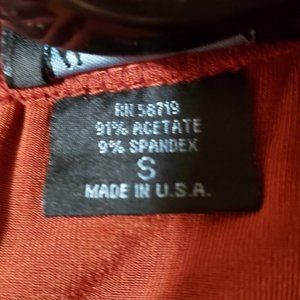 RN 58719
91% ACETATE
9% SPANDEX
S
MADE IN U.S.A.